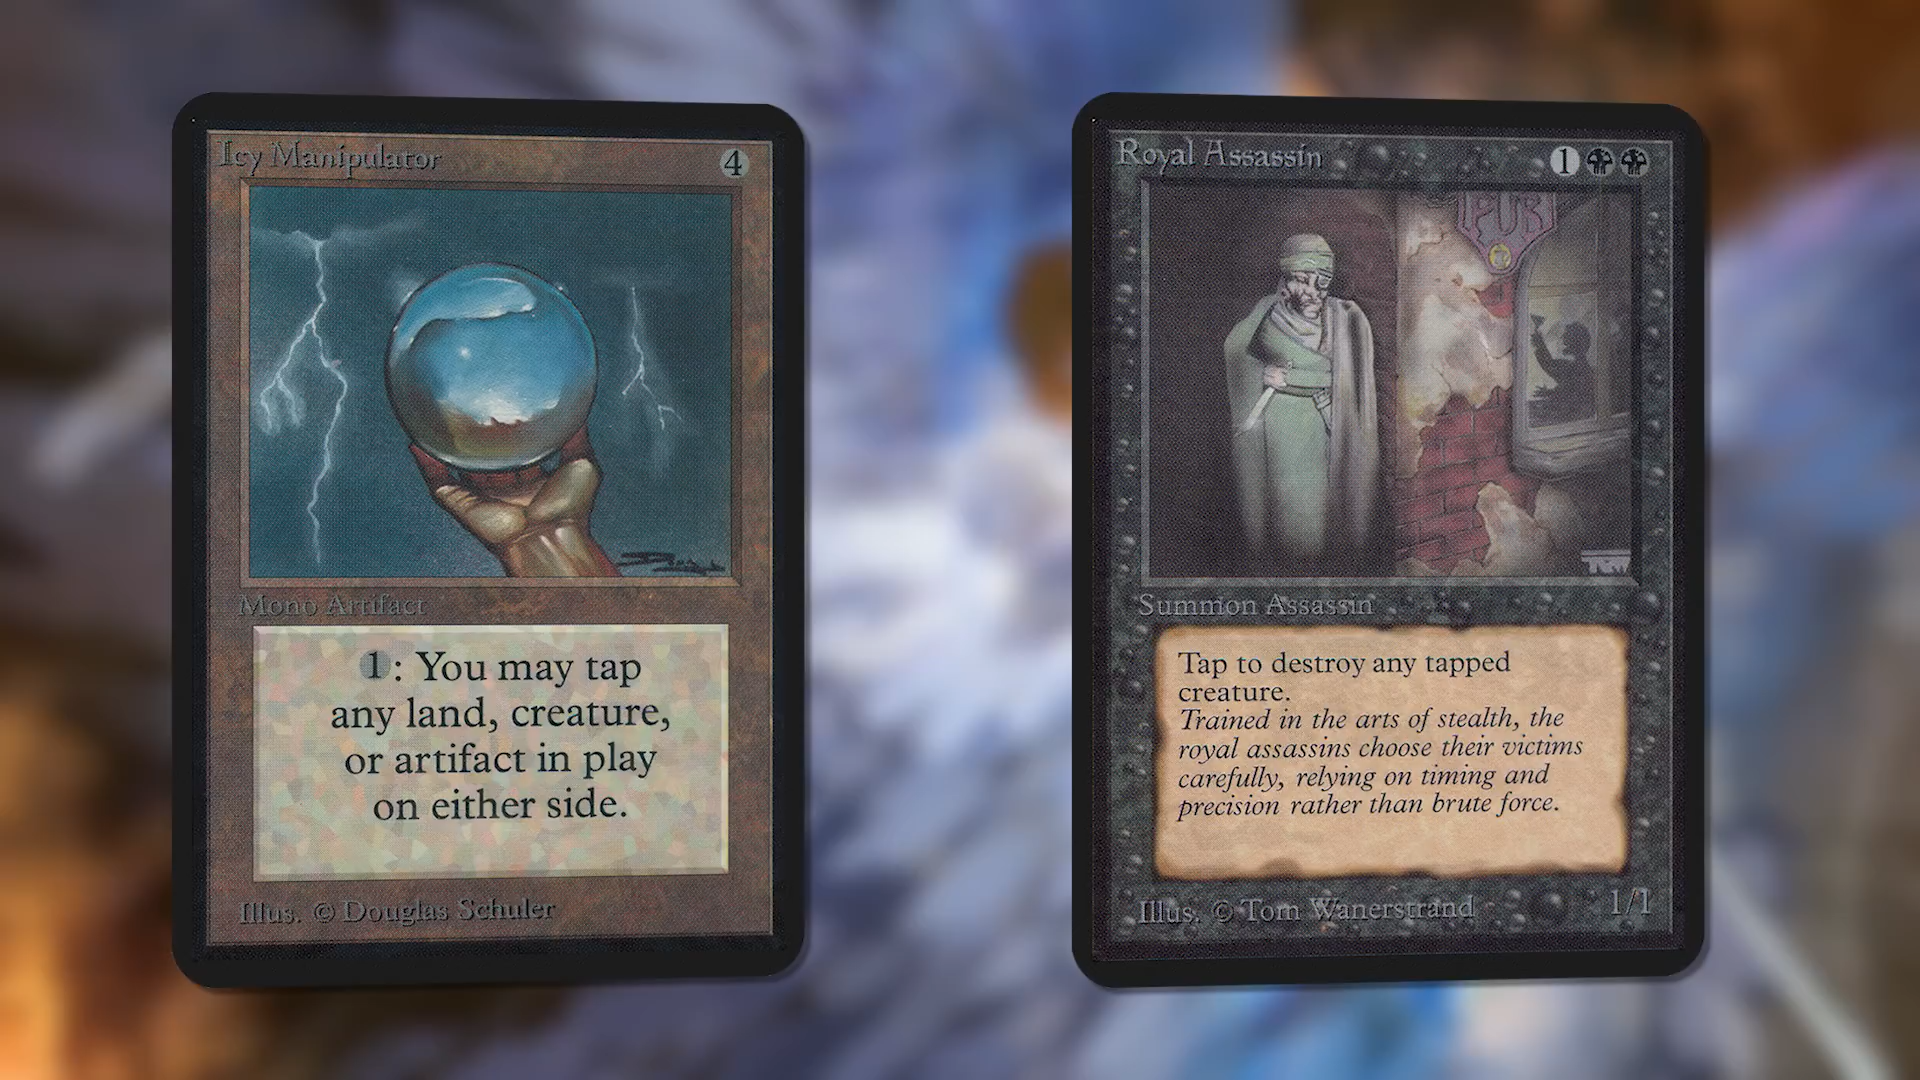 Icy Manipulator
4
Mono Artifact
1: You may tap
any land, creature,
or artifact in play
on either side.
Illus. © Douglas Schuler
Royal Assassin
1
PUB
Summon Assassin
Tap to destroy any tapped
creature.
Trained in the arts of stealth, the
royal assassins choose their victims
carefully, relying on timing and
precision rather than brute force.
Illus. © Tom Wanerstrand
1/1